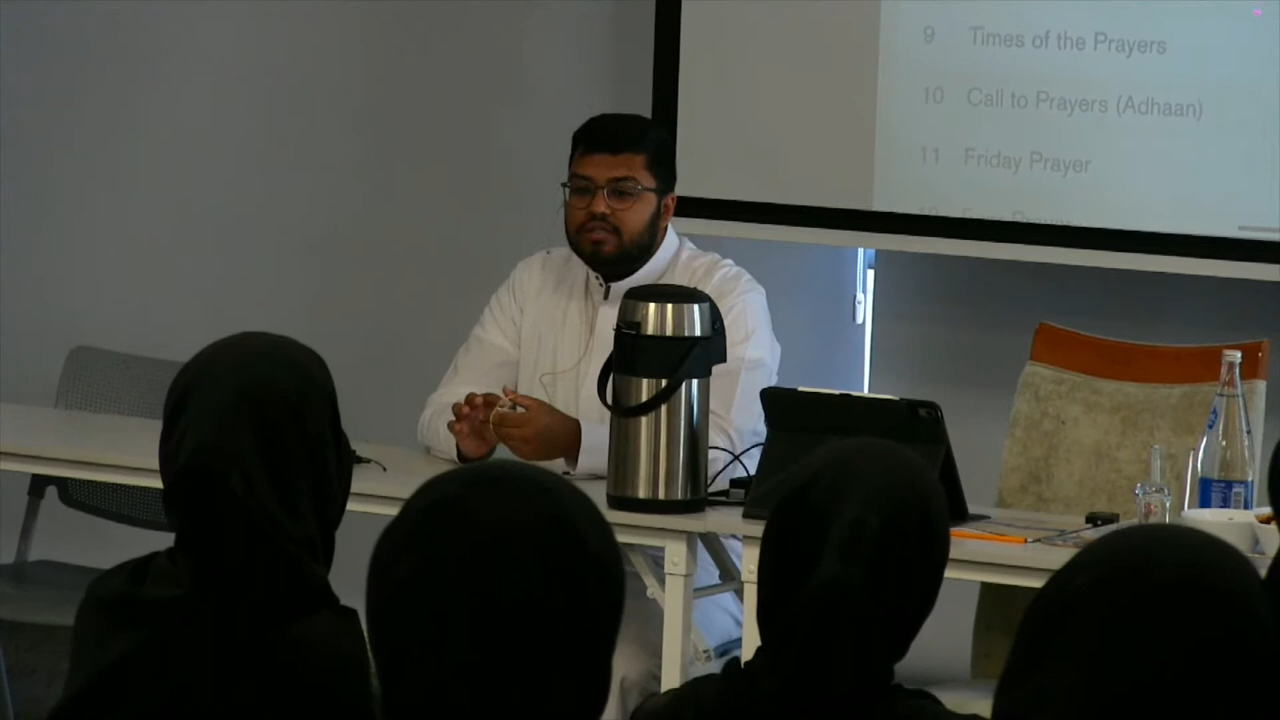 9 Times of the Prayers
10 Call to Prayers (Adhaan)
11 Friday Prayer